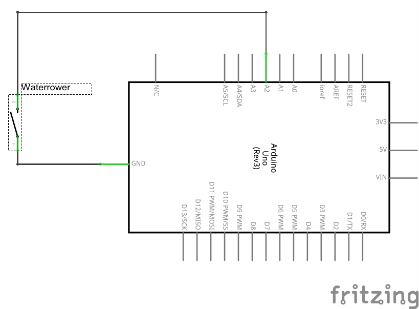 Waterrower
N/C
A5/SCL
A4/SDA
A3
A2
A1
A0
ioref
AREF
RESET2
RESET
GND
Arduino
Uno
(Rev3)
3V3
5V
VIN
D13/SCK
D12/MISO
D11 PWM/MOSI
D10 PWM/SS
D9 PWM
D8
D7
D6 PWM
D5 PWM
D4
D3 PWM
D2
D1/TX
D0/RX
fritzing